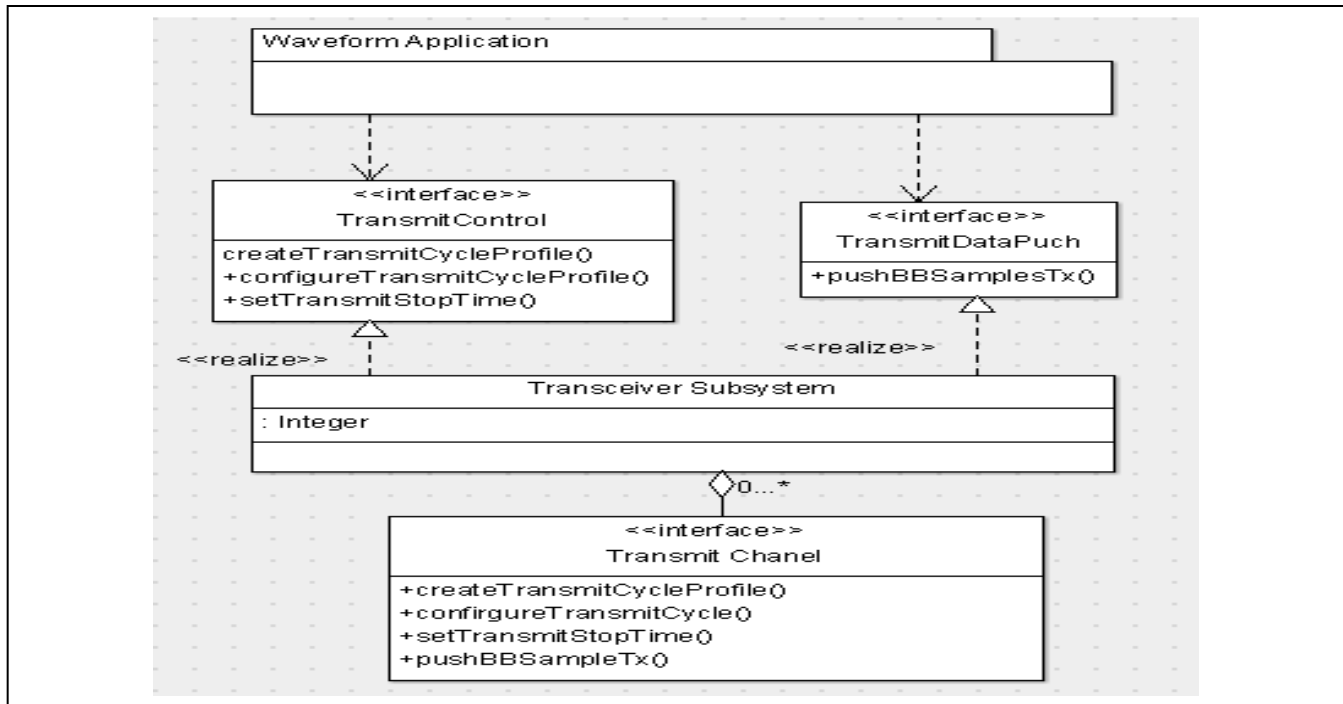 Waveform Application
<<interface>>
TransmitControl
createTransmitCycleProfile()
+configureTransmitCycleProfile()
+setTransmitStopTime()
<<interface>>
TransmitDataPuch
+pushBBSamplesTx()
<<realize>>
<<realize>>
Transceiver Subsystem
: Integer
0...*
<<interface>>
Transmit Chanel
+createTransmitCycleProfile()
+confirgureTransmitCycle()
+setTransmitStopTime()
+pushBBSampleTx()